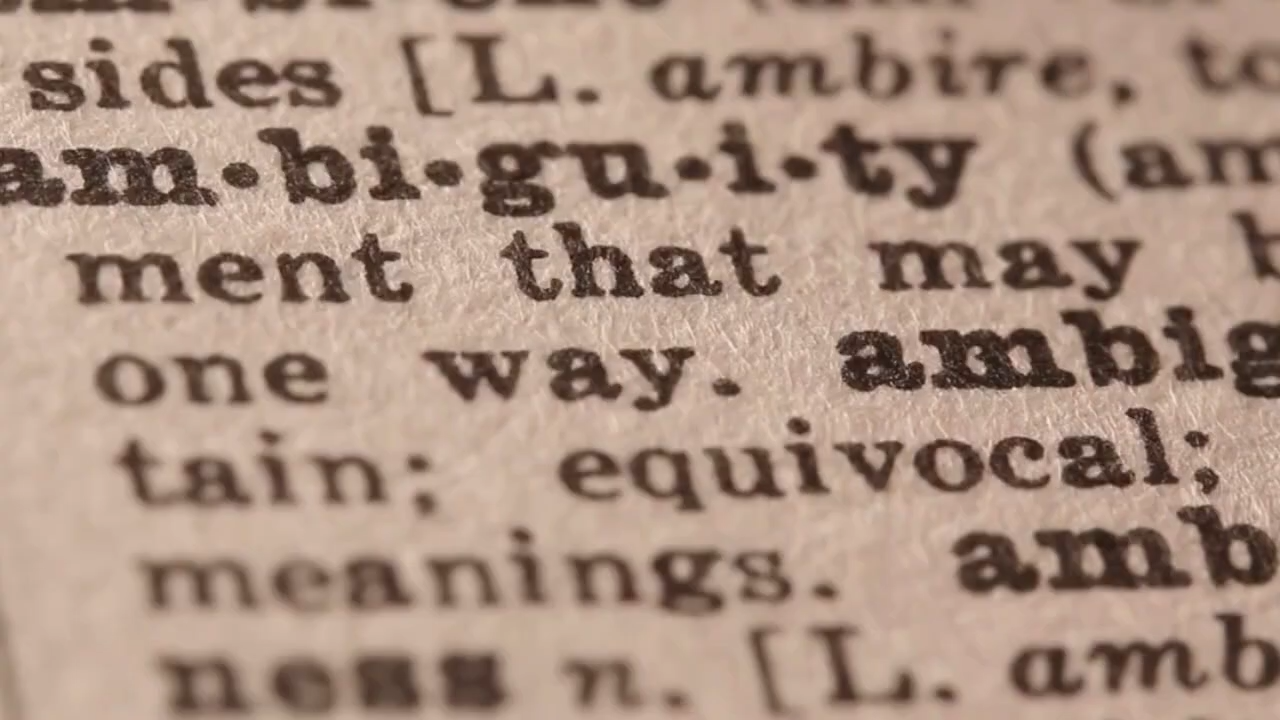 sides [L. ambire, to
am·bi·gu·i·ty (am
ment that may b
one way. ambig
tain; equivocal;
meanings. amb
ness n. [L. amb